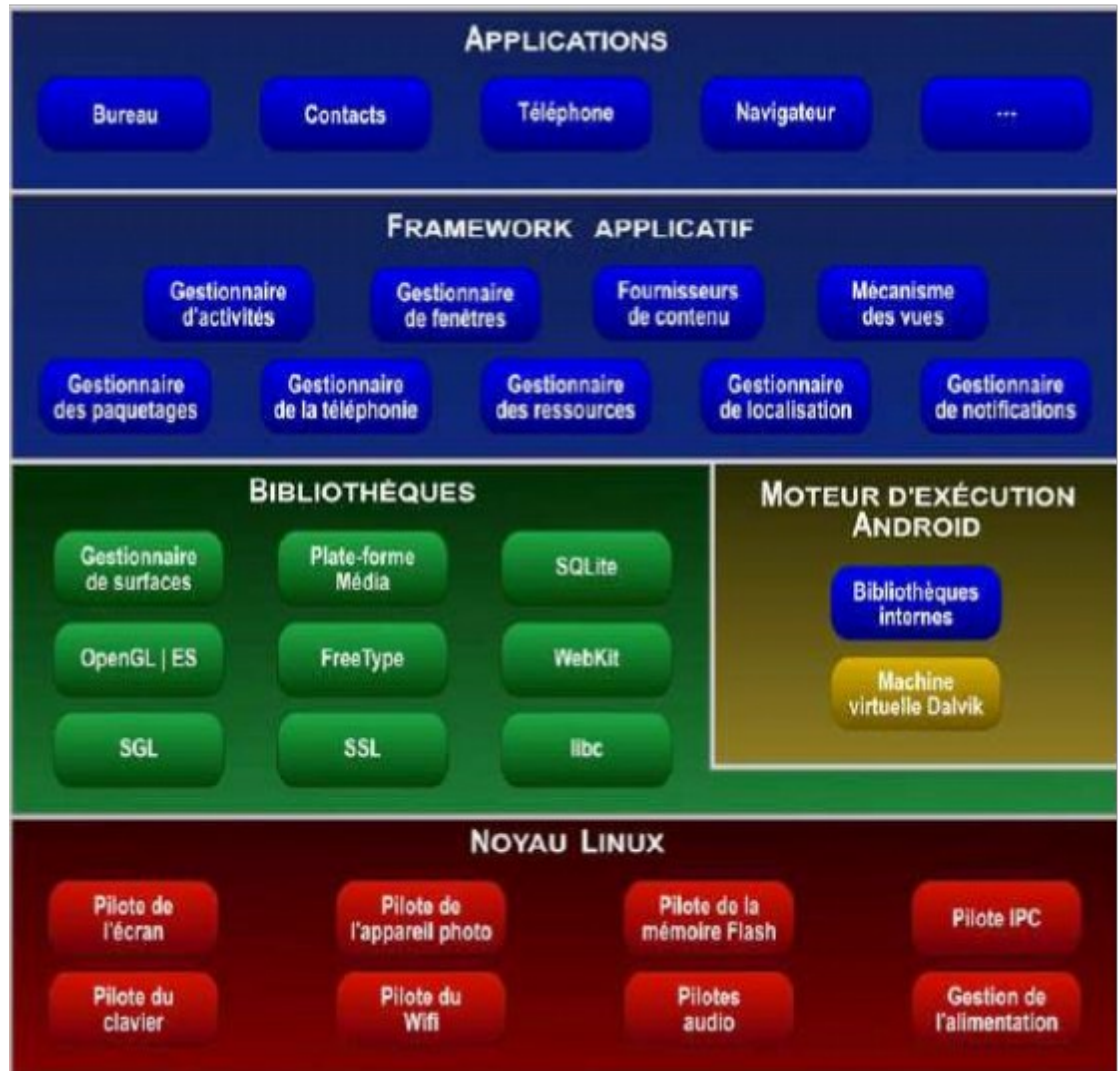 APPLICATIONS
Bureau
Contacts
Téléphone
Navigateur
---
FRAMEWORK APPLICATIF
Gestionnaire
d'activités
Gestionnaire
de fenêtres
Fournisseurs
de contenu
Mécanisme
des vues
Gestionnaire
des paquetages
Gestionnaire
de la téléphonie
Gestionnaire
des ressources
Gestionnaire
de localisation
Gestionnaire
de notifications
BIBLIOTHÈQUES
Gestionnaire
de surfaces
Plate-forme
Média
SQLite
OpenGL | ES
FreeType
WebKit
SGL
SSL
libc
MOTEUR D'EXÉCUTION
ANDROID
Bibliothèques
internes
Machine
virtuelle Dalvik
NOYAU LINUX
Pilote de
l'écran
Pilote de
l'appareil photo
Pilote de la
mémoire Flash
Pilote IPC
Pilote du
clavier
Pilote du
Wifi
Pilotes
audio
Gestion de
l'alimentation